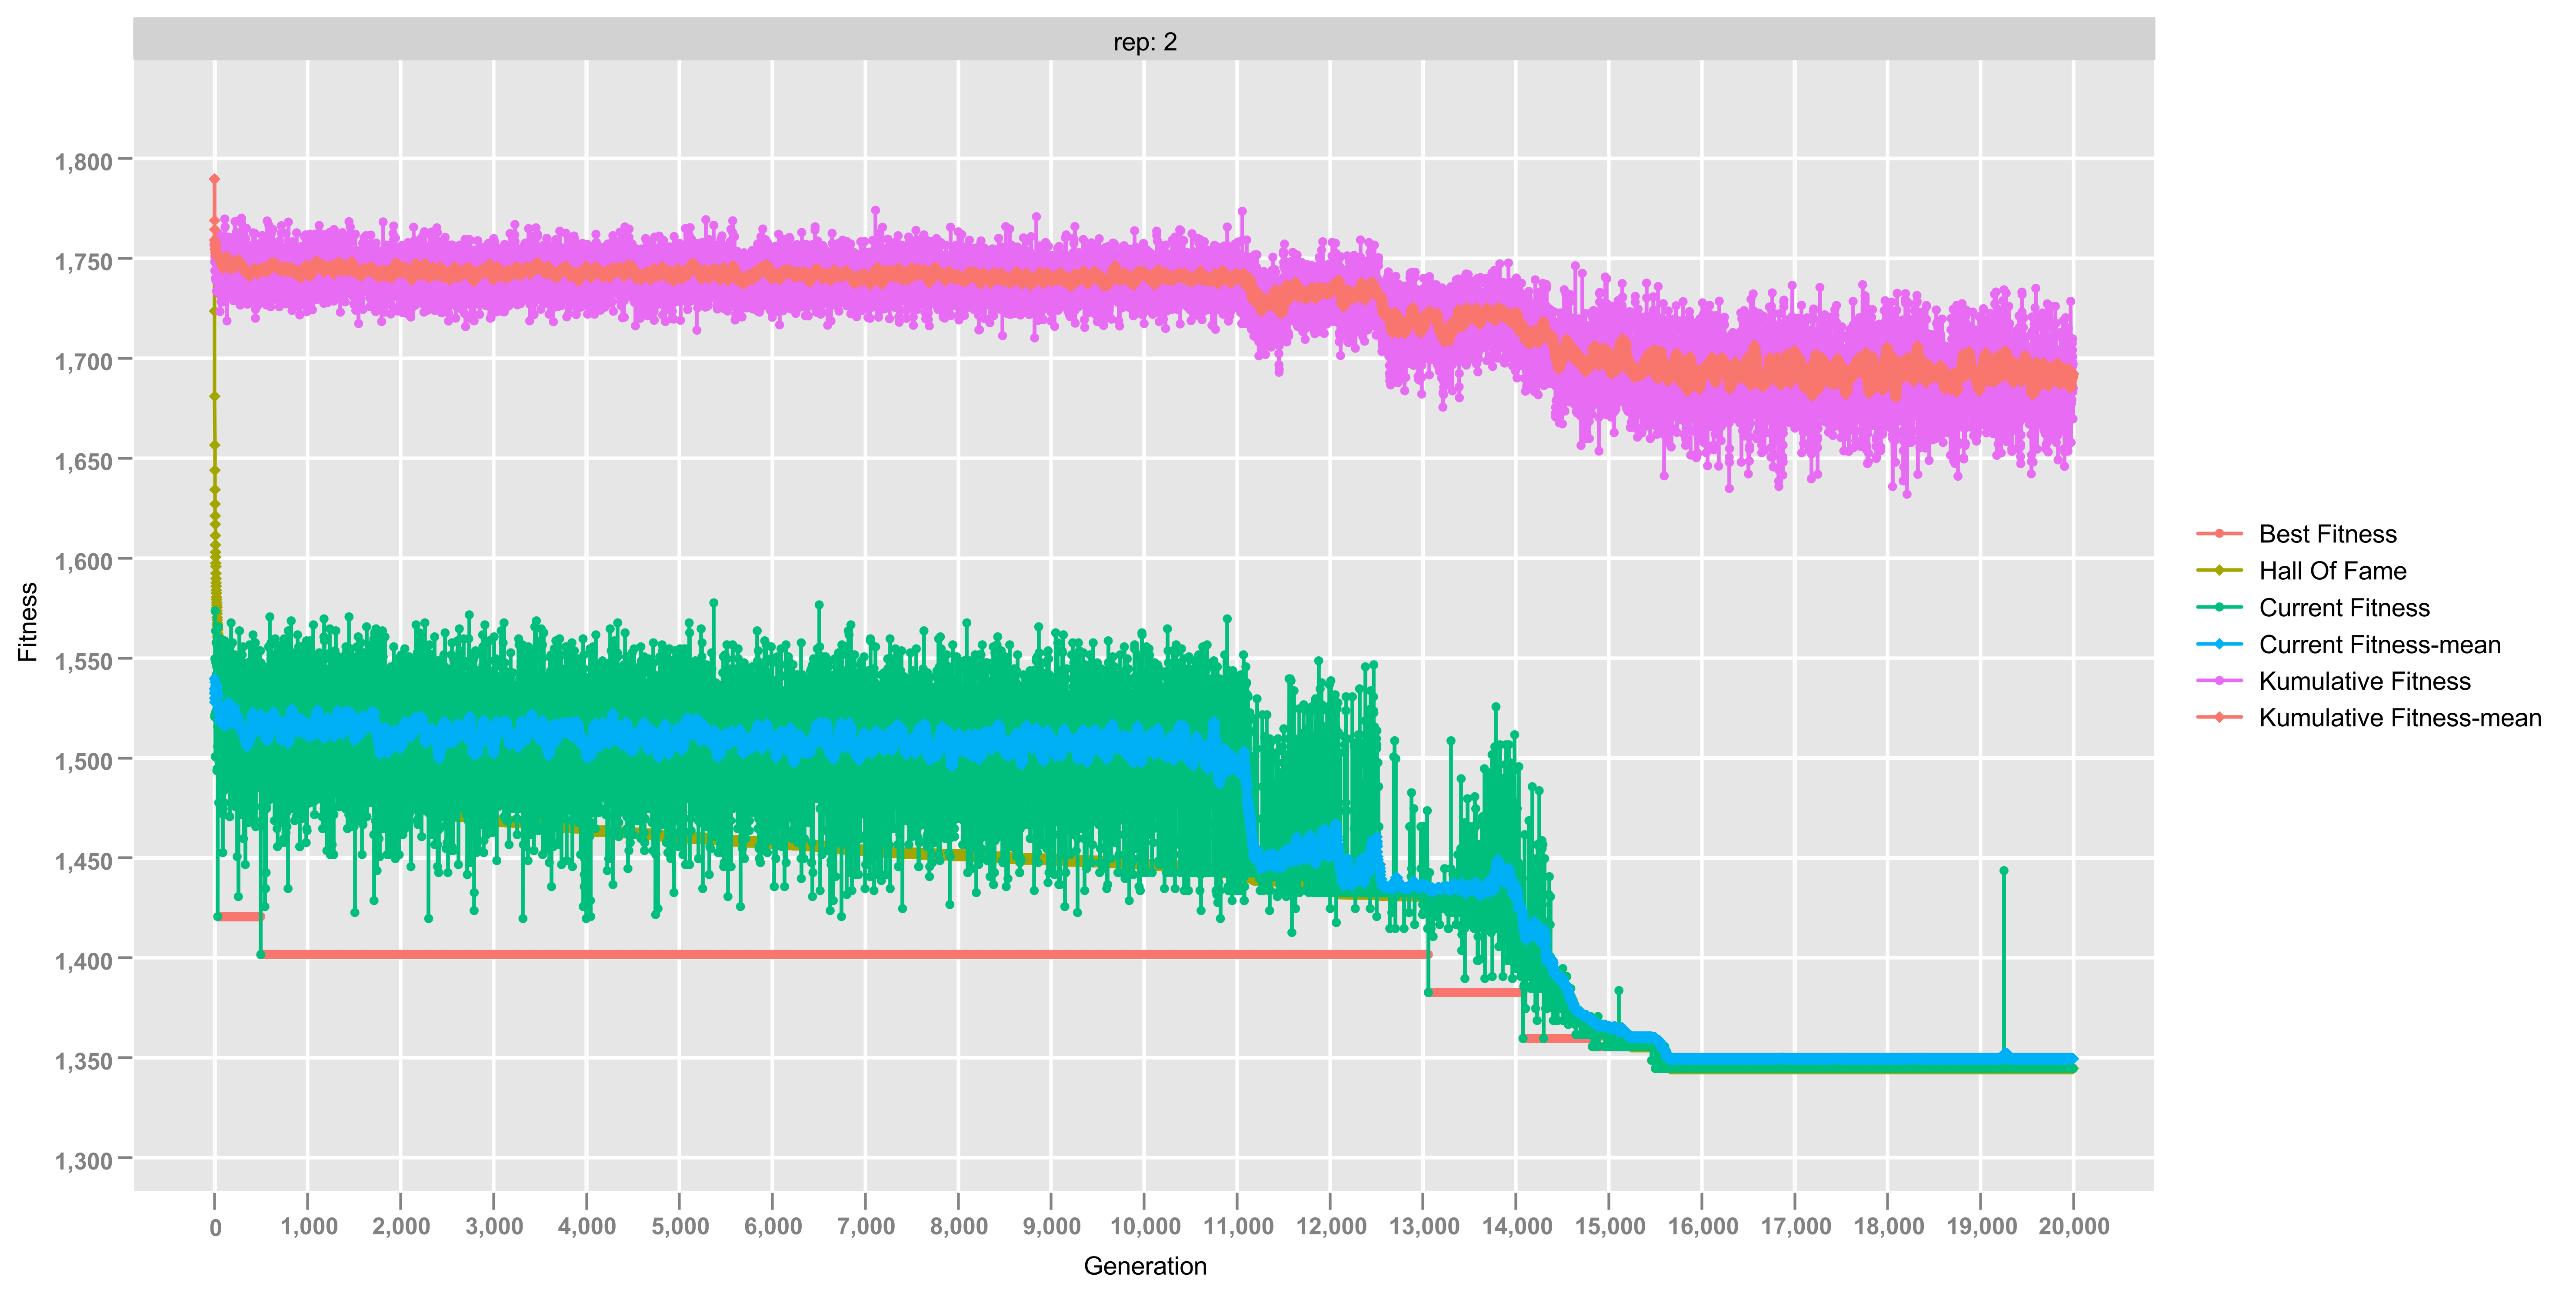 rep: 2
1,800
1,750
1,700
1,650
1,600
1,550
1,500
1,450
1,400
1,350
1,300
Fitness
0 1,000 2,000 3,000 4,000 5,000 6,000 7,000 8,000 9,000 10,000 11,000 12,000 13,000 14,000 15,000 16,000 17,000 18,000 19,000 20,000
Generation
Best Fitness
Hall Of Fame
Current Fitness
Current Fitness-mean
Kumulative Fitness
Kumulative Fitness-mean